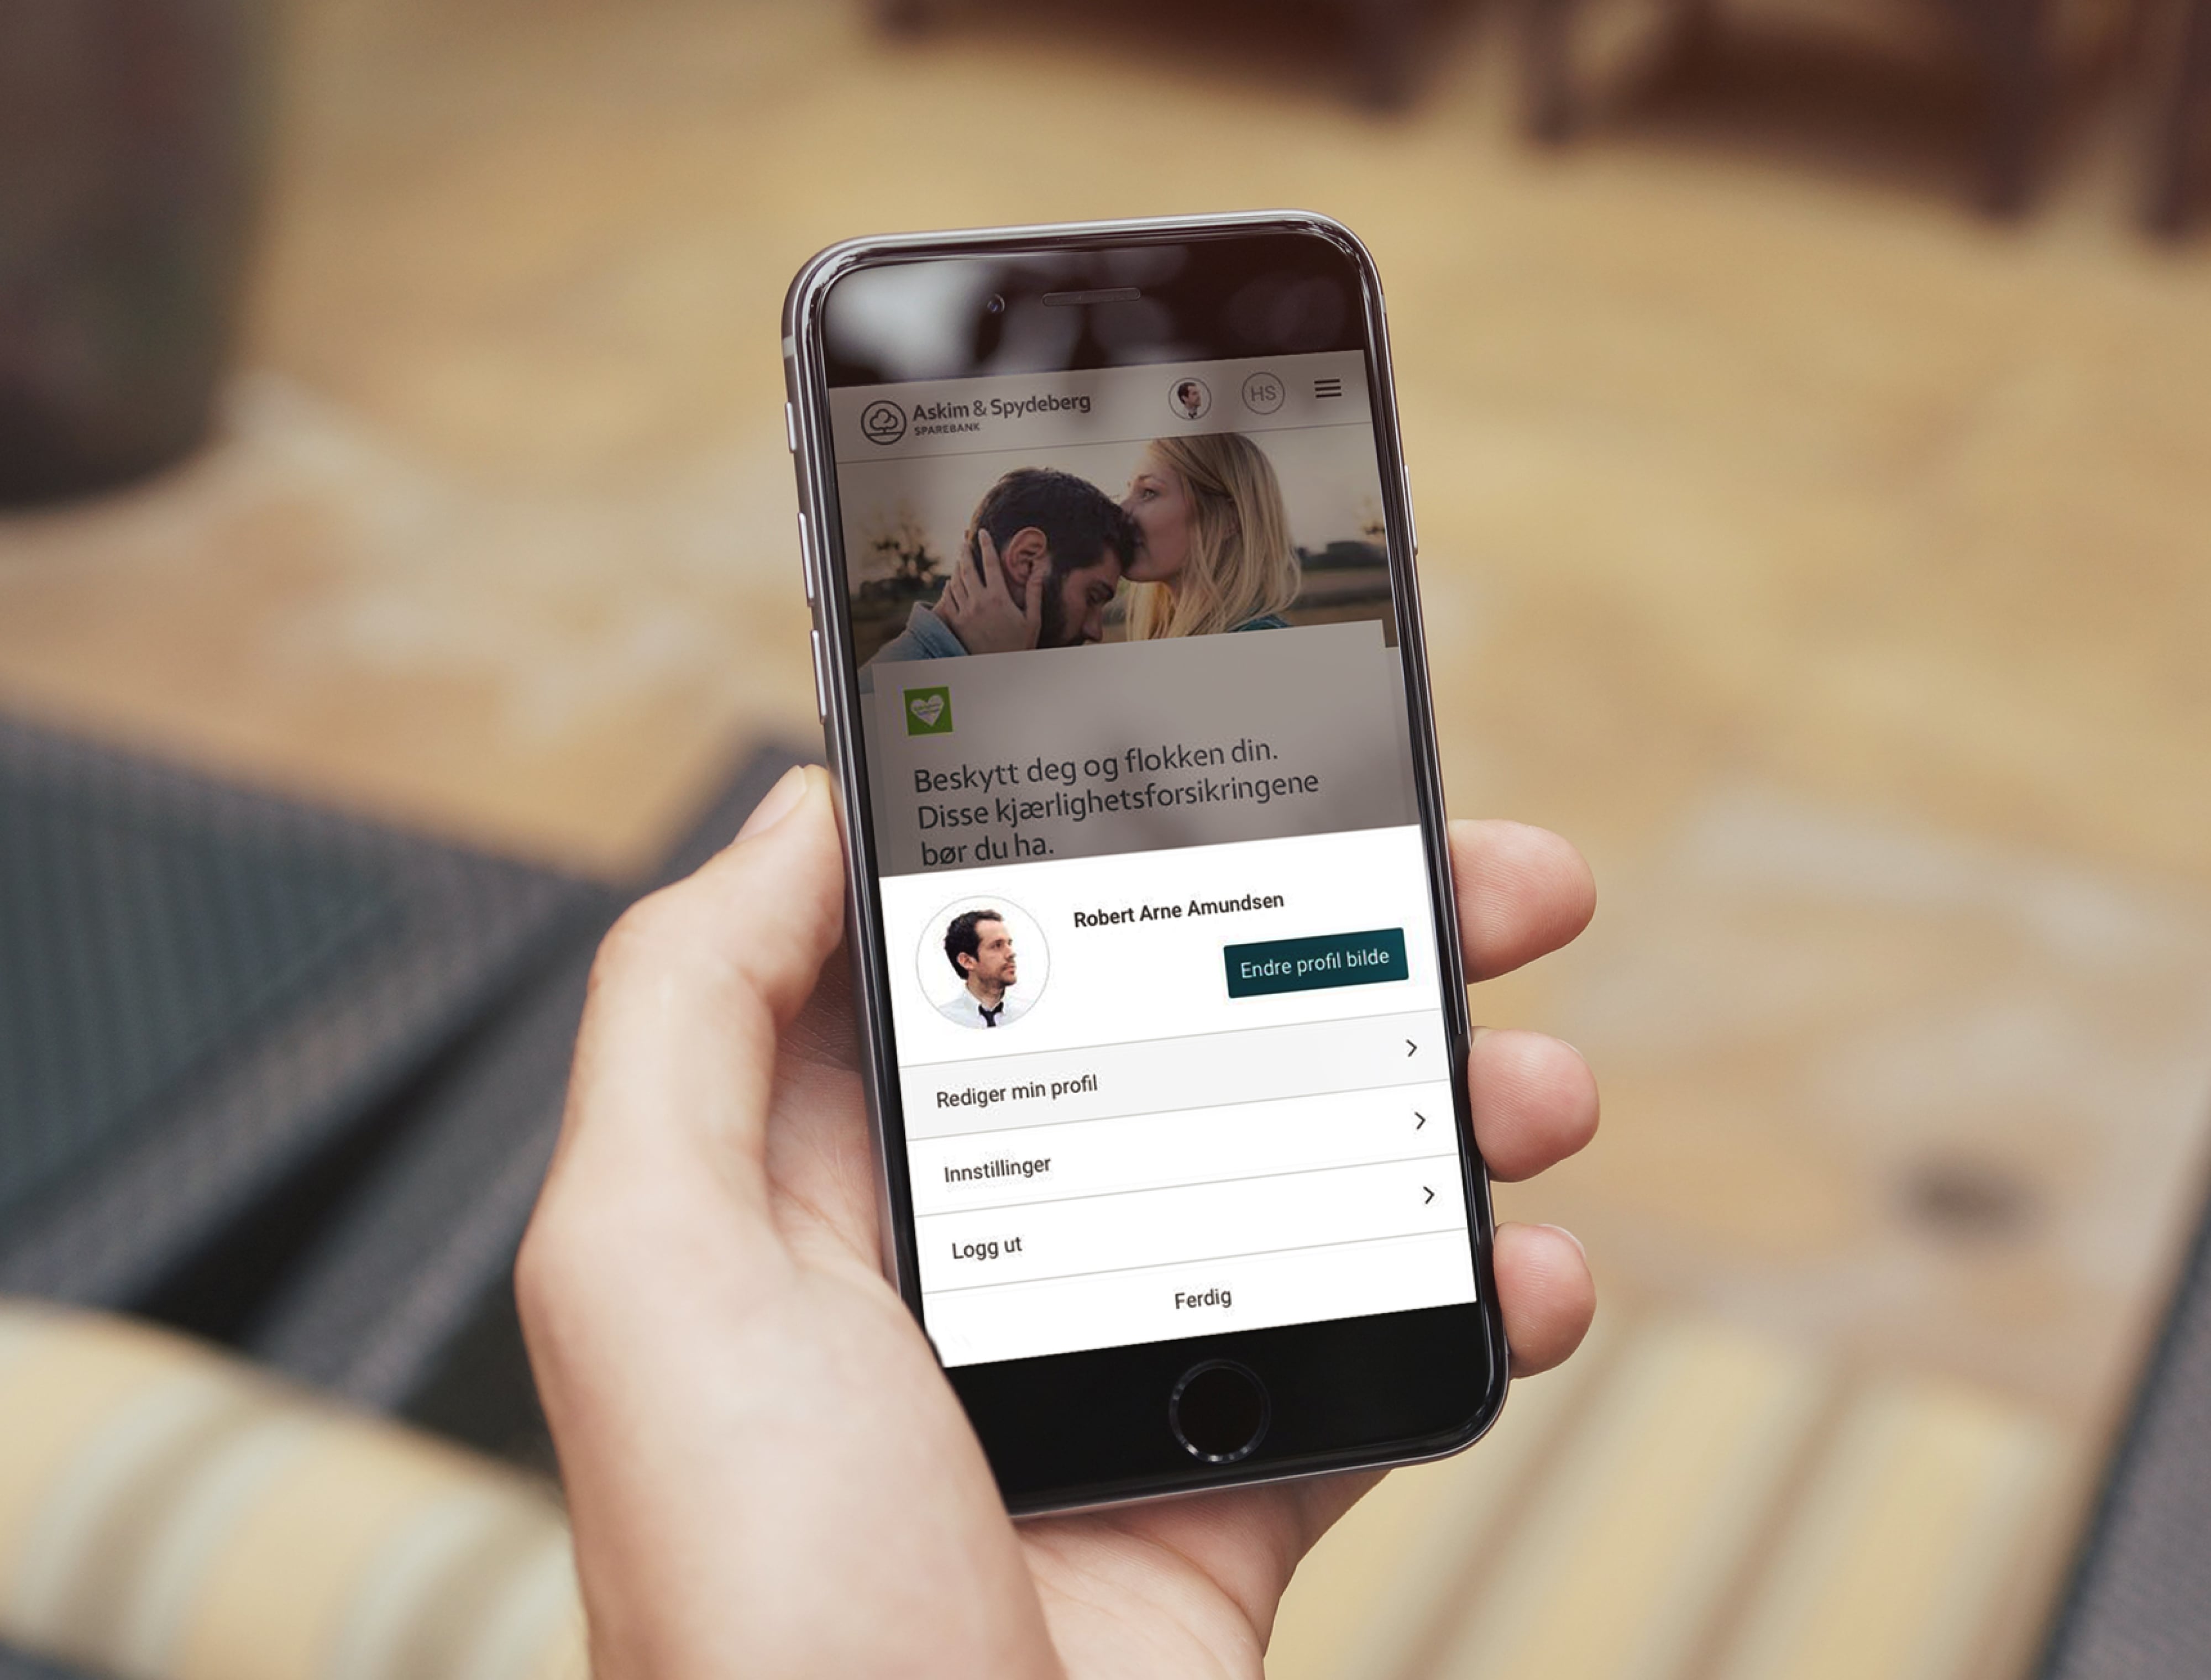 Askim & Spydeberg
SPAREBANK
HS
Beskytt deg og flokken din.
Disse kjærlighetsforsikringene
bør du ha.
Robert Arne Amundsen
Endre profil bilde
Rediger min profil
Innstillinger
Logg ut
Ferdig